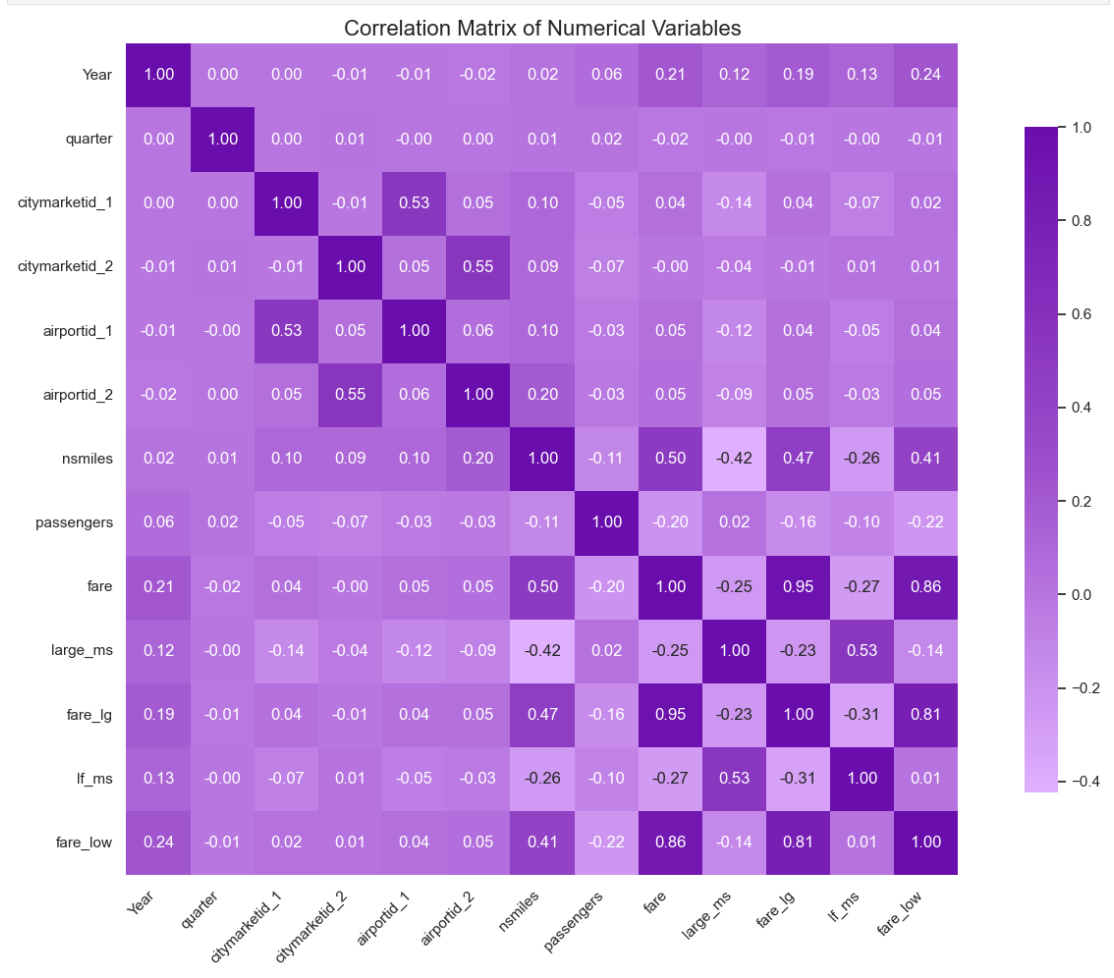 Correlation Matrix of Numerical Variables
Year 1.00 0.00 0.00 -0.01 -0.01 -0.02 0.02 0.06 0.21 0.12 0.19 0.13 0.24
quarter 0.00 1.00 0.00 0.01 -0.00 0.00 0.01 0.02 -0.02 -0.00 -0.01 -0.00 -0.01
citymarketid_1 0.00 0.00 1.00 -0.01 0.53 0.05 0.10 -0.05 0.04 -0.14 0.04 -0.07 0.02
citymarketid_2 -0.01 0.01 -0.01 1.00 0.05 0.55 0.09 -0.07 -0.00 -0.04 -0.01 0.01 0.01
airportid_1 -0.01 -0.00 0.53 0.05 1.00 0.06 0.10 -0.03 0.05 -0.12 0.04 -0.05 0.04
airportid_2 -0.02 0.00 0.05 0.55 0.06 1.00 0.20 -0.03 0.05 -0.09 0.05 -0.03 0.05
nsmiles 0.02 0.01 0.10 0.09 0.10 0.20 1.00 -0.11 0.50 -0.42 0.47 -0.26 0.41
passengers 0.06 0.02 -0.05 -0.07 -0.03 -0.03 -0.11 1.00 -0.20 0.02 -0.16 -0.10 -0.22
fare 0.21 -0.02 0.04 -0.00 0.05 0.05 0.50 -0.20 1.00 -0.25 0.95 -0.27 0.86
large_ms 0.12 -0.00 -0.14 -0.04 -0.12 -0.09 -0.42 0.02 -0.25 1.00 -0.23 0.53 -0.14
fare_lg 0.19 -0.01 0.04 -0.01 0.04 0.05 0.47 -0.16 0.95 -0.23 1.00 -0.31 0.81
lf_ms 0.13 -0.00 -0.07 0.01 -0.05 -0.03 -0.26 -0.10 -0.27 0.53 -0.31 1.00 0.01
fare_low 0.24 -0.01 0.02 0.01 0.04 0.05 0.41 -0.22 0.86 -0.14 0.81 0.01 1.00
Year quarter citymarketid_1 citymarketid_2 airportid_1 airportid_2 nsmiles passengers fare large_ms fare_lg lf_ms fare_low
1.0
0.8
0.6
0.4
0.2
0.0
−0.2
−0.4